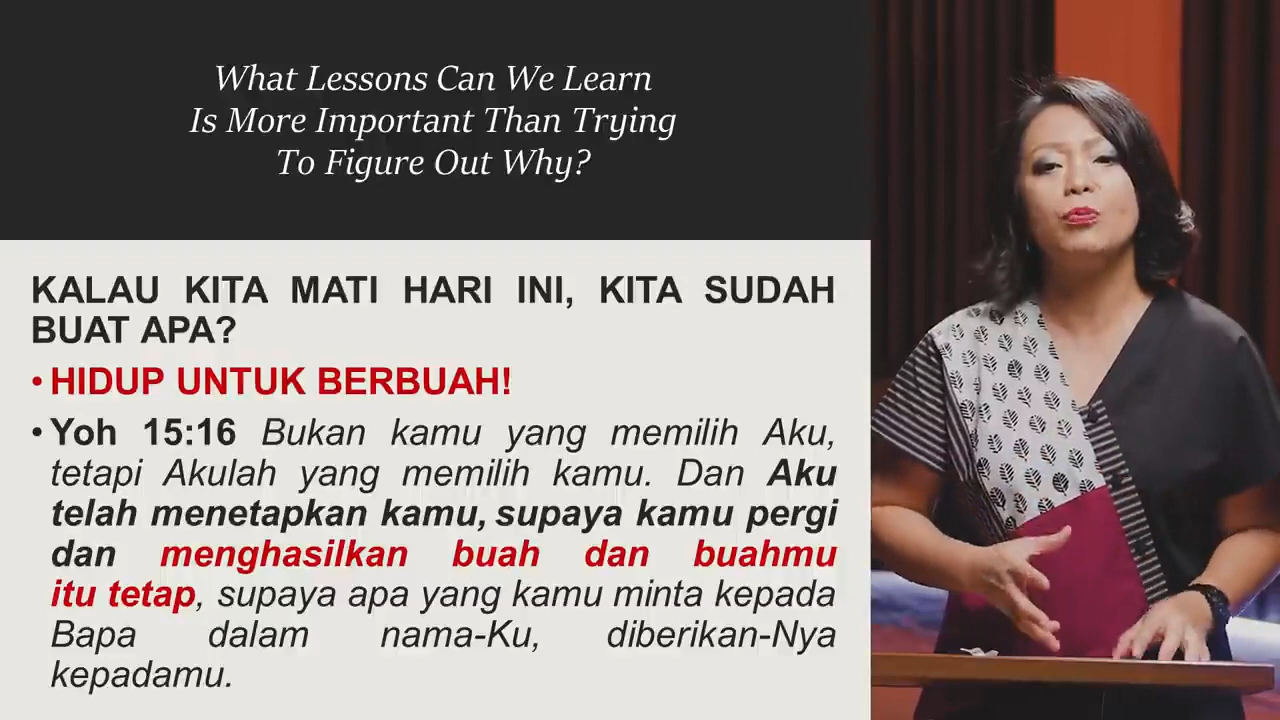 What Lessons Can We Learn
Is More Important Than Trying
To Figure Out Why?
KALAU KITA MATI HARI INI, KITA SUDAH
BUAT APA?
• HIDUP UNTUK BERBUAH!
• Yoh 15:16 Bukan kamu yang memilih Aku,
tetapi Akulah yang memilih kamu. Dan Aku
telah menetapkan kamu, supaya kamu pergi
dan menghasilkan buah dan buahmu
itu tetap, supaya apa yang kamu minta kepada
Bapa dalam nama-Ku, diberikan-Nya
kepadamu.